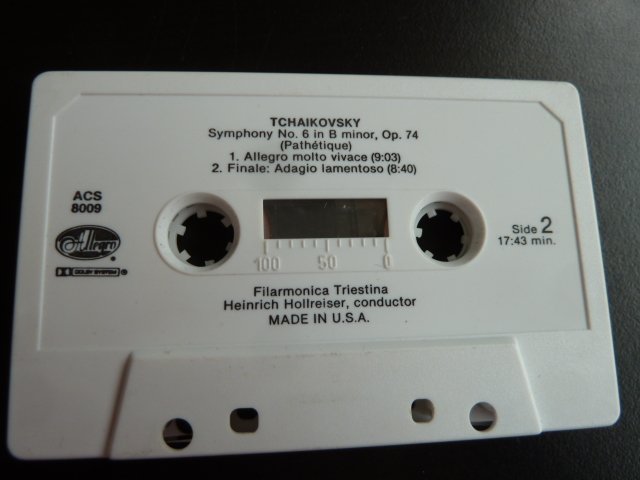 TCHAIKOVSKY
Symphony No. 6 in B minor, Op. 74
(Pathétique)
1. Allegro molto vivace (9:03)
2. Finale: Adagio lamentoso (8:40)
ACS
8009
Allegro
DOLBY SYSTEM
Side 2
17:43 min.
100 50 0
Filarmonica Triestina
Heinrich Hollreiser, conductor
MADE IN U.S.A.